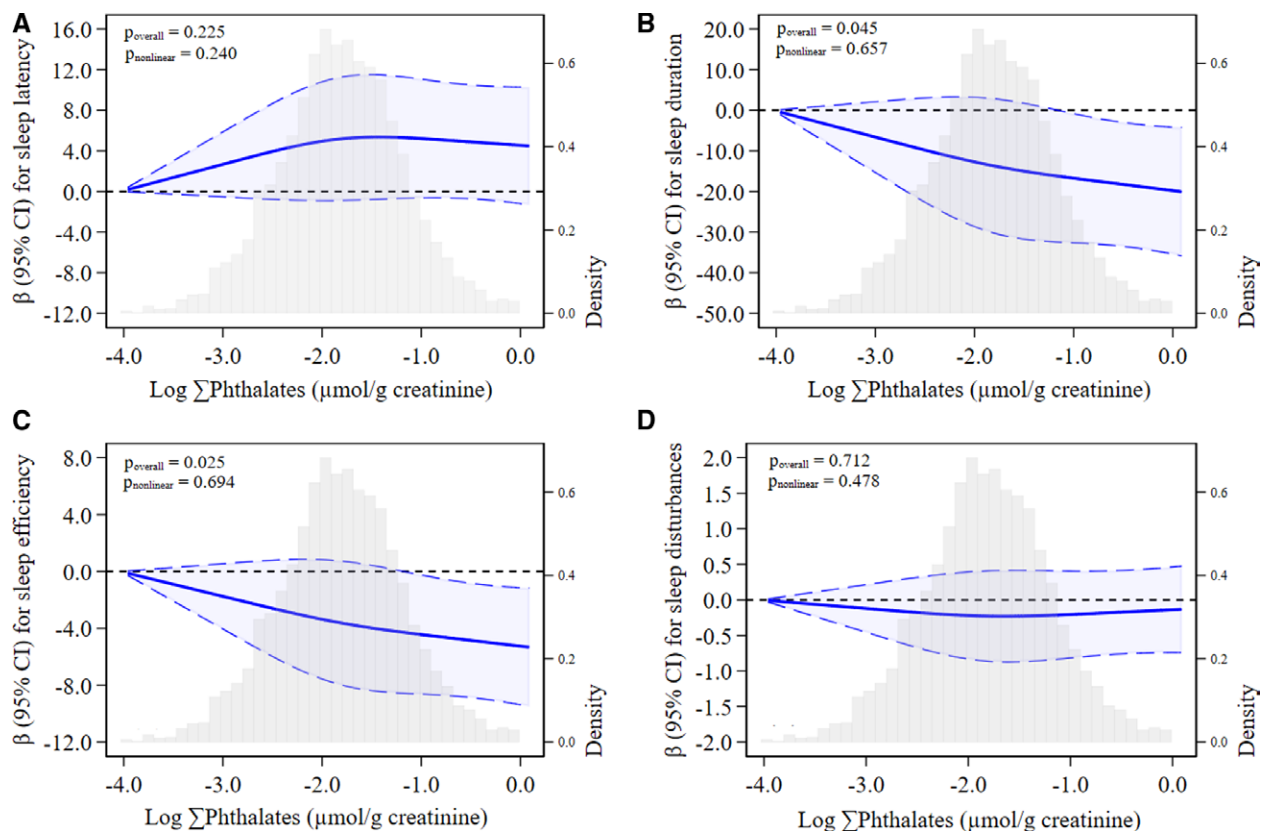 A
β (95% CI) for sleep latency
p_overall = 0.225
p_nonlinear = 0.240
16.0
12.0
8.0
4.0
0.0
-4.0
-8.0
-12.0
0.6
0.4
0.2
0.0
Density
-4.0 -3.0 -2.0 -1.0 0.0
Log ∑Phthalates (µmol/g creatinine)
B
β (95% CI) for sleep duration
p_overall = 0.045
p_nonlinear = 0.657
20.0
10.0
0.0
-10.0
-20.0
-30.0
-40.0
-50.0
0.6
0.4
0.2
0.0
Density
-4.0 -3.0 -2.0 -1.0 0.0
Log ∑Phthalates (µmol/g creatinine)
C
β (95% CI) for sleep efficiency
p_overall = 0.025
p_nonlinear = 0.694
8.0
4.0
0.0
-4.0
-8.0
-12.0
0.6
0.4
0.2
0.0
Density
-4.0 -3.0 -2.0 -1.0 0.0
Log ∑Phthalates (µmol/g creatinine)
D
β (95% CI) for sleep disturbances
p_overall = 0.712
p_nonlinear = 0.478
2.0
1.5
1.0
0.5
0.0
-0.5
-1.0
-1.5
-2.0
0.6
0.4
0.2
0.0
Density
-4.0 -3.0 -2.0 -1.0 0.0
Log ∑Phthalates (µmol/g creatinine)